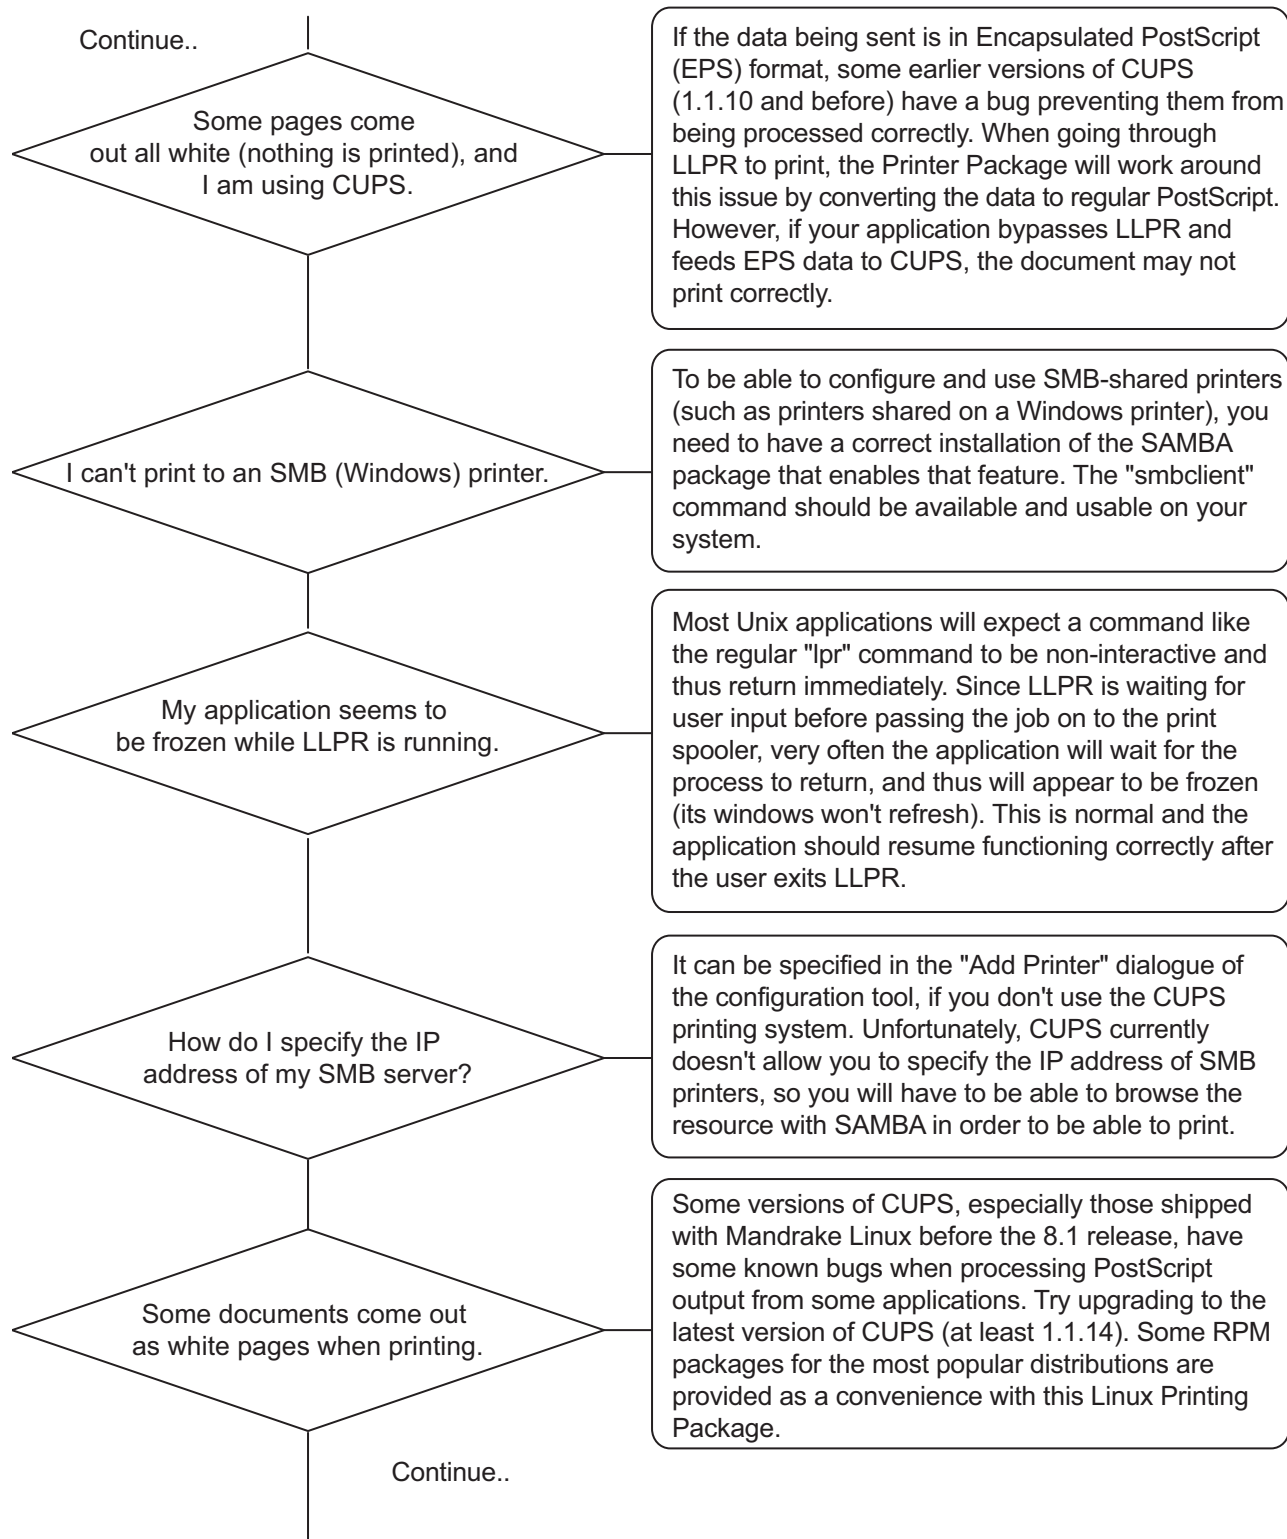 Continue..
Some pages come
out all white (nothing is printed), and
I am using CUPS.
If the data being sent is in Encapsulated PostScript
(EPS) format, some earlier versions of CUPS
(1.1.10 and before) have a bug preventing them from
being processed correctly. When going through
LLPR to print, the Printer Package will work around
this issue by converting the data to regular PostScript.
However, if your application bypasses LLPR and
feeds EPS data to CUPS, the document may not
print correctly.
I can't print to an SMB (Windows) printer.
To be able to configure and use SMB-shared printers
(such as printers shared on a Windows printer), you
need to have a correct installation of the SAMBA
package that enables that feature. The "smbclient"
command should be available and usable on your
system.
My application seems to
be frozen while LLPR is running.
Most Unix applications will expect a command like
the regular "lpr" command to be non-interactive and
thus return immediately. Since LLPR is waiting for
user input before passing the job on to the print
spooler, very often the application will wait for the
process to return, and thus will appear to be frozen
(its windows won't refresh). This is normal and the
application should resume functioning correctly after
the user exits LLPR.
How do I specify the IP
address of my SMB server?
It can be specified in the "Add Printer" dialogue of
the configuration tool, if you don't use the CUPS
printing system. Unfortunately, CUPS currently
doesn't allow you to specify the IP address of SMB
printers, so you will have to be able to browse the
resource with SAMBA in order to be able to print.
Some documents come out
as white pages when printing.
Some versions of CUPS, especially those shipped
with Mandrake Linux before the 8.1 release, have
some known bugs when processing PostScript
output from some applications. Try upgrading to the
latest version of CUPS (at least 1.1.14). Some RPM
packages for the most popular distributions are
provided as a convenience with this Linux Printing
Package.
Continue..